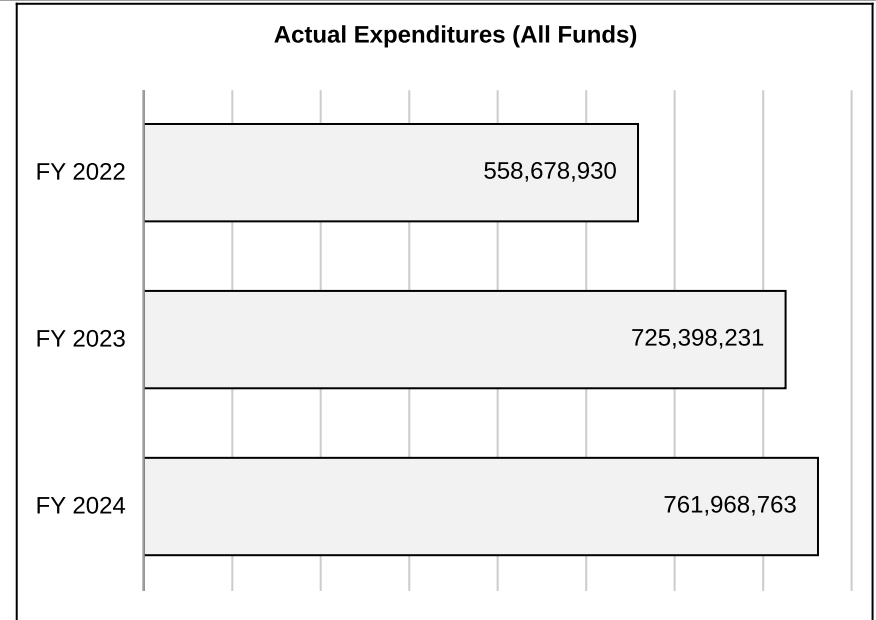 Actual Expenditures (All Funds)
FY 2022 558,678,930
FY 2023 725,398,231
FY 2024 761,968,763